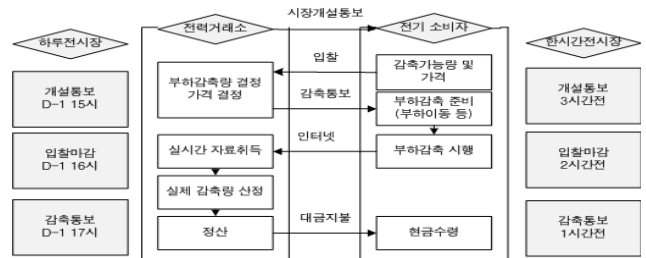 시장개설통보
하루전시장
전력거래소
전기 소비자
한시간전시장
개설통보
D-1 15시
입찰마감
D-1 16시
감축통보
D-1 17시
부하감축량 결정
가격 결정
실시간 자료취득
실제 감축량 산정
정산
입찰
감축통보
인터넷
대금지불
감축가능량 및
가격
부하감축 준비
(부하이동 등)
부하감축 시행
현금수령
개설통보
3시간전
입찰마감
2시간전
감축통보
1시간전